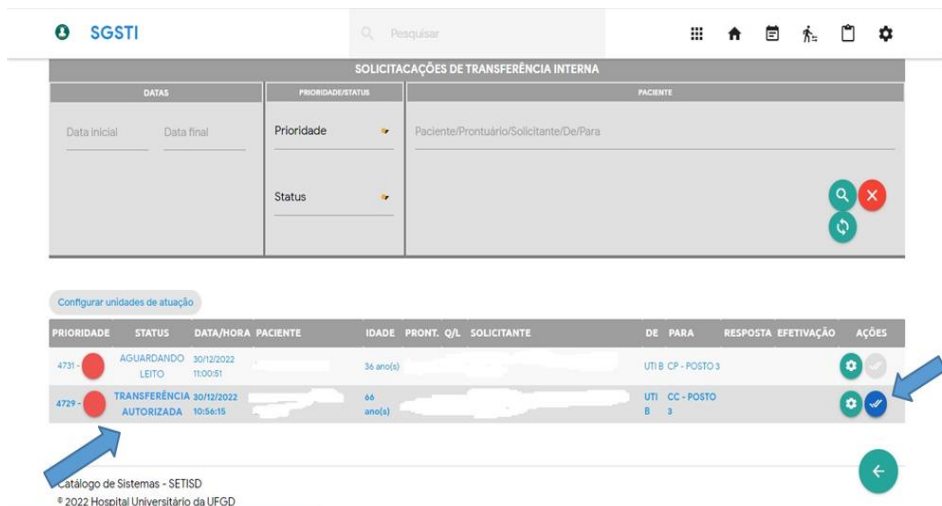 SGSTI
Pesquisar
SOLICITACAÇÕES DE TRANSFERÊNCIA INTERNA
DATAS PRIORIDADE/STATUS PACIENTE
Data inicial Data final Prioridade Paciente/Prontuário/Solicitante/De/Para
Status
Configurar unidades de atuação
PRIORIDADE STATUS DATA/HORA PACIENTE IDADE PRONT. Q/L SOLICITANTE DE PARA RESPOSTA EFETIVAÇÃO AÇÕES
4731 - AGUARDANDO LEITO 30/12/2022 11:00:51 36 ano(s) UTI B CP - POSTO 3
4729 - TRANSFERÊNCIA AUTORIZADA 30/12/2022 10:56:15 66 ano(s) UTI B CC - POSTO 3
Catálogo de Sistemas - SETISD
© 2022 Hospital Universitário da UFGD